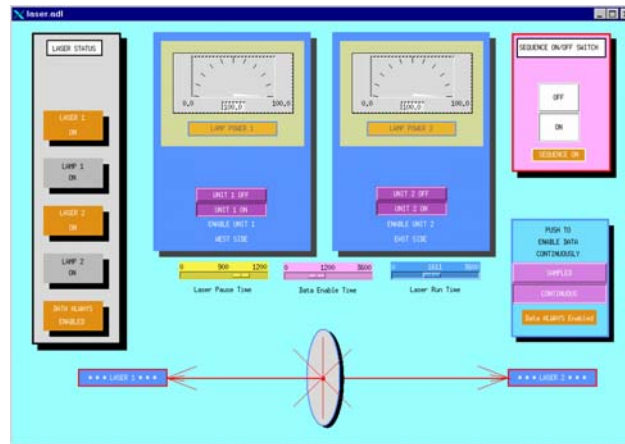 laser.adl
LASER STATUS
LASER 1
ON
LAMP 1
ON
LASER 2
ON
LAMP 2
ON
DATA ALWAYS
ENABLED
0.0
100.0
100.0
LAMP POWER 1
UNIT 1 OFF
UNIT 1 ON
ENABLE UNIT 1
WEST SIDE
0.0
100.0
100.0
LAMP POWER 2
UNIT 2 OFF
UNIT 2 ON
ENABLE UNIT 2
EAST SIDE
SEQUENCE ON/OFF SWITCH
OFF
ON
SEQUENCE ON
0 900 1200
Laser Pause Time
0 1200 3600
Data Enable Time
0
Laser Run Time
PUSH TO
ENABLE DATA
CONTINUOUSLY
SAMPLED
CONTINUOUS
Data ALWAYS Enabled
LASER 1
LASER 2